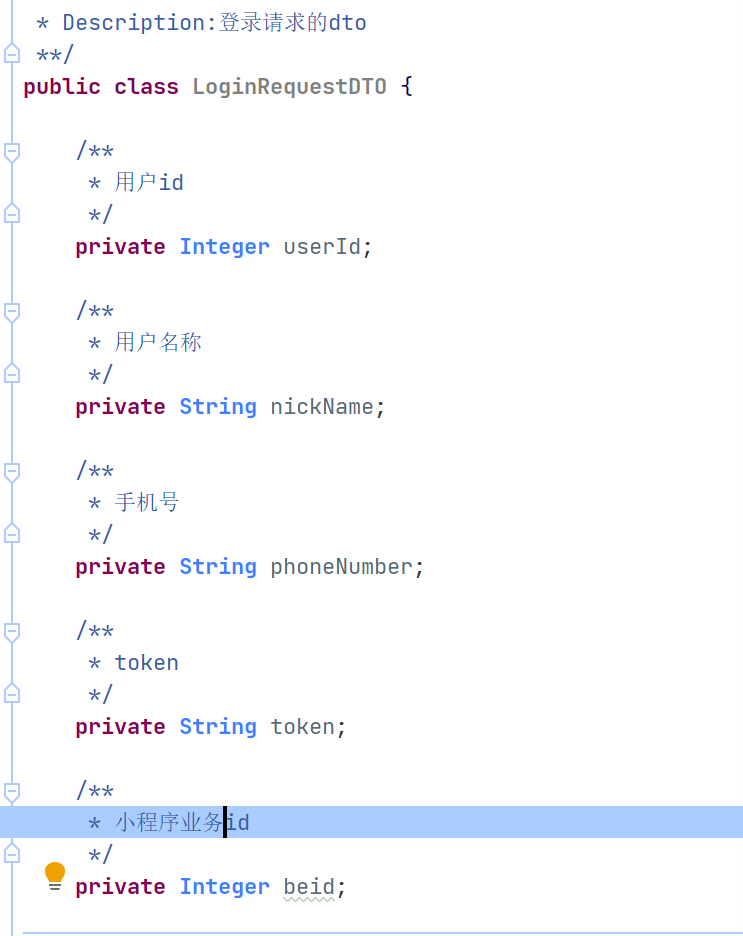 * Description:登录请求的dto
**/
public class LoginRequestDTO {
/**
* 用户id
*/
private Integer userId;
/**
* 用户名称
*/
private String nickName;
/**
* 手机号
*/
private String phoneNumber;
/**
* token
*/
private String token;
/**
* 小程序业务id
*/
private Integer beid;